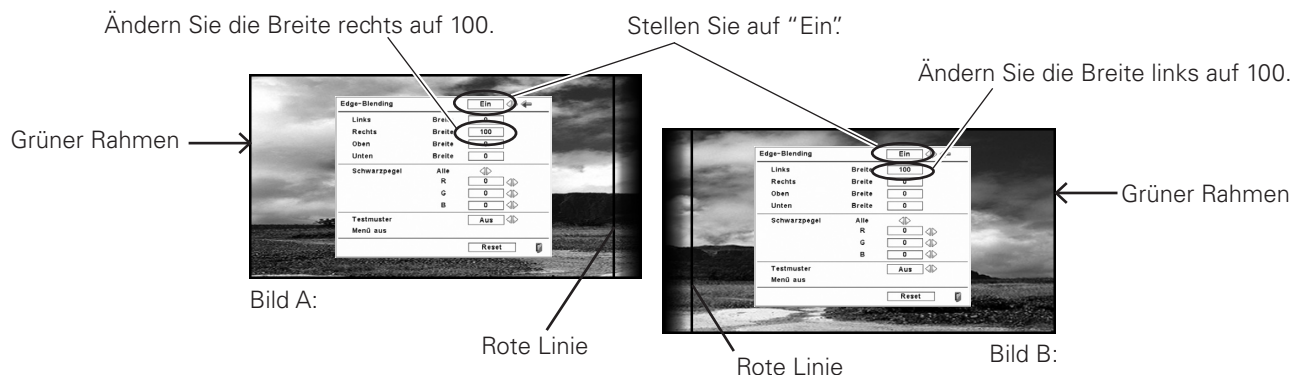 Ändern Sie die Breite rechts auf 100.
Stellen Sie auf “Ein”.
Ändern Sie die Breite links auf 100.
Grüner Rahmen
Edge-Blending Ein
Links Breite 0
Rechts Breite 100
Oben Breite 0
Unten Breite 0
Schwarzpegel Alle
R 0
G 0
B 0
Testmuster Aus
Menü aus
Reset
Bild A:
Rote Linie
Edge-Blending Ein
Links Breite 100
Rechts Breite 0
Oben Breite 0
Unten Breite 0
Schwarzpegel Alle
R 0
G 0
B 0
Testmuster Aus
Menü aus
Reset
Grüner Rahmen
Bild B:
Rote Linie